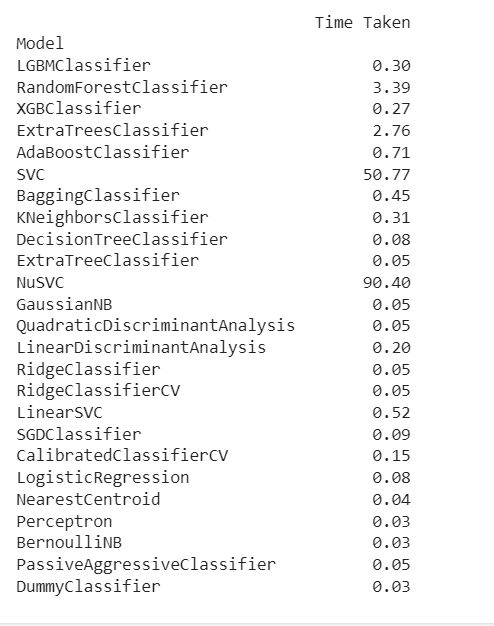 Time Taken
Model
LGBMClassifier 0.30
RandomForestClassifier 3.39
XGBClassifier 0.27
ExtraTreesClassifier 2.76
AdaBoostClassifier 0.71
SVC 50.77
BaggingClassifier 0.45
KNeighborsClassifier 0.31
DecisionTreeClassifier 0.08
ExtraTreeClassifier 0.05
NuSVC 90.40
GaussianNB 0.05
QuadraticDiscriminantAnalysis 0.05
LinearDiscriminantAnalysis 0.20
RidgeClassifier 0.05
RidgeClassifierCV 0.05
LinearSVC 0.52
SGDClassifier 0.09
CalibratedClassifierCV 0.15
LogisticRegression 0.08
NearestCentroid 0.04
Perceptron 0.03
BernoulliNB 0.03
PassiveAggressiveClassifier 0.05
DummyClassifier 0.03